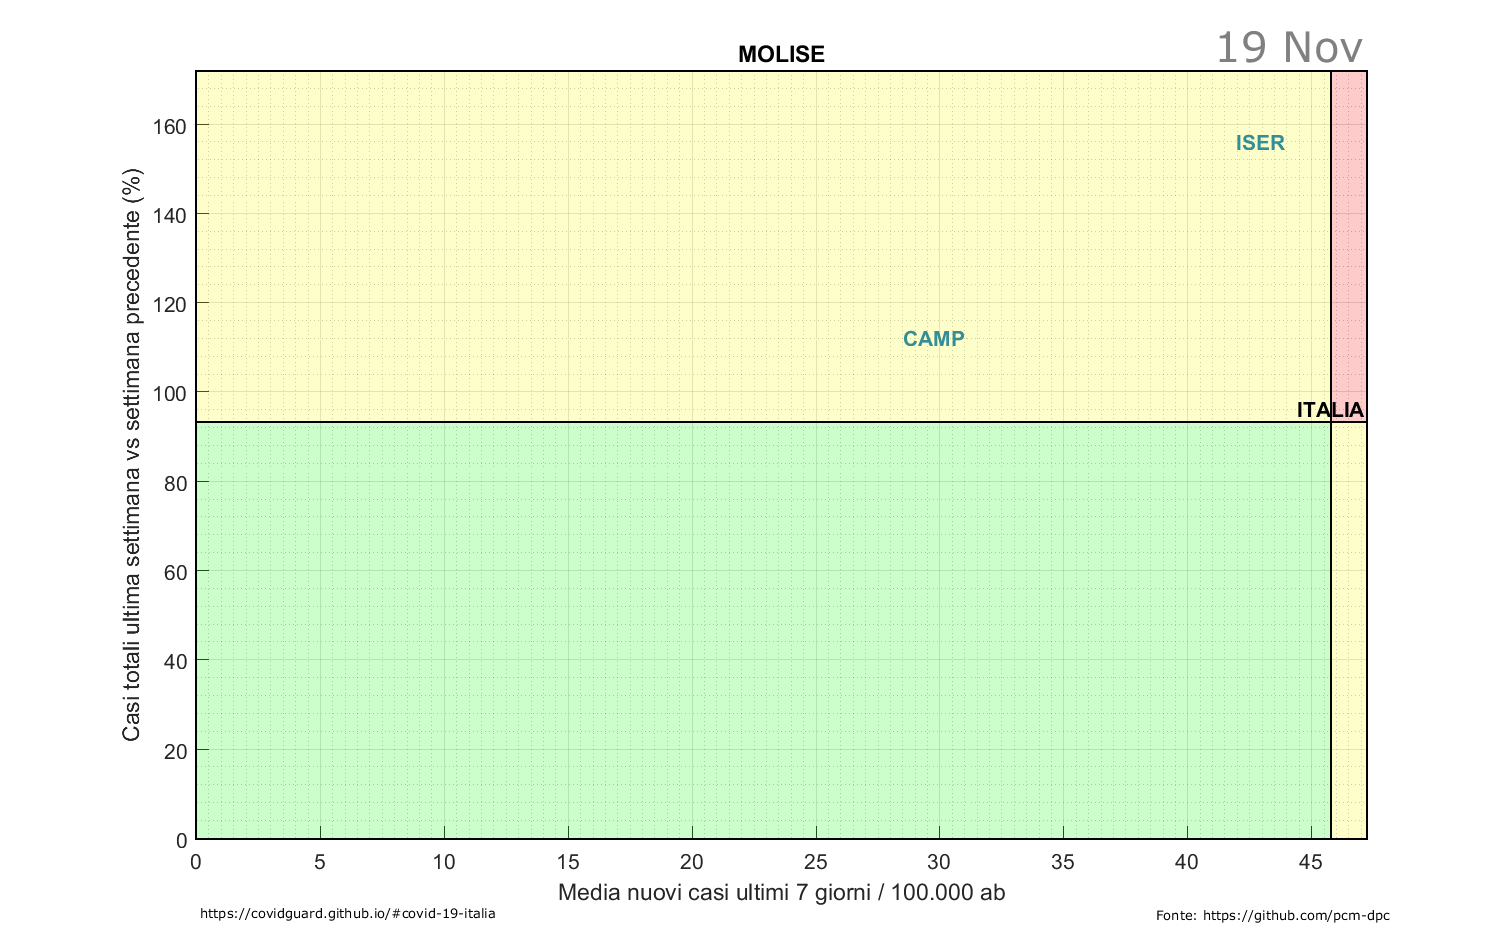 19 Nov
MOLISE
Casi totali ultima settimana vs settimana precedente (%)
160
140
120
100
80
60
40
20
0
ISER
CAMP
ITALIA
0 5 10 15 20 25 30 35 40 45
Media nuovi casi ultimi 7 giorni / 100.000 ab
https://covidguard.github.io/#covid-19-italia
Fonte: https://github.com/pcm-dpc